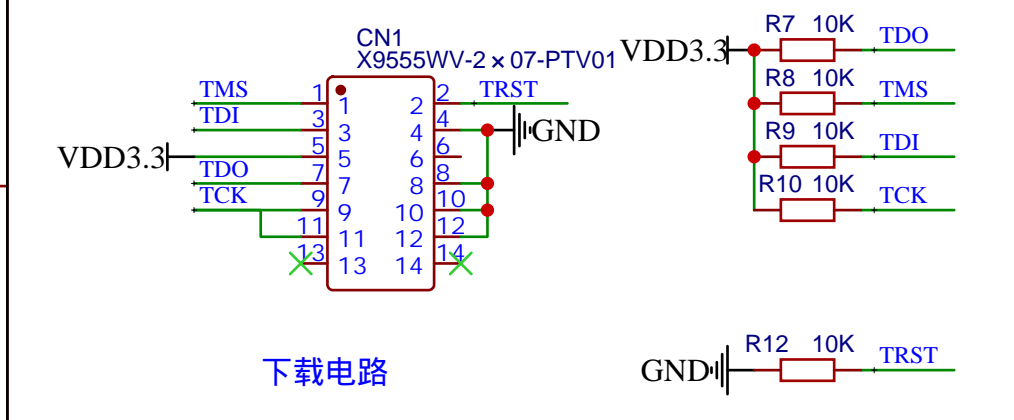 CN1
X9555WV-2×07-PTV01
TMS 1 1 2 2 TRST
TDI 3 3 4 4 GND
VDD3.3 5 5 6 6
TDO 7 7 8 8
TCK 9 9 10 10
11 11 12 12
13 13 14 14
下载电路
VDD3.3
R7 10K TDO
R8 10K TMS
R9 10K TDI
R10 10K TCK
GND R12 10K TRST